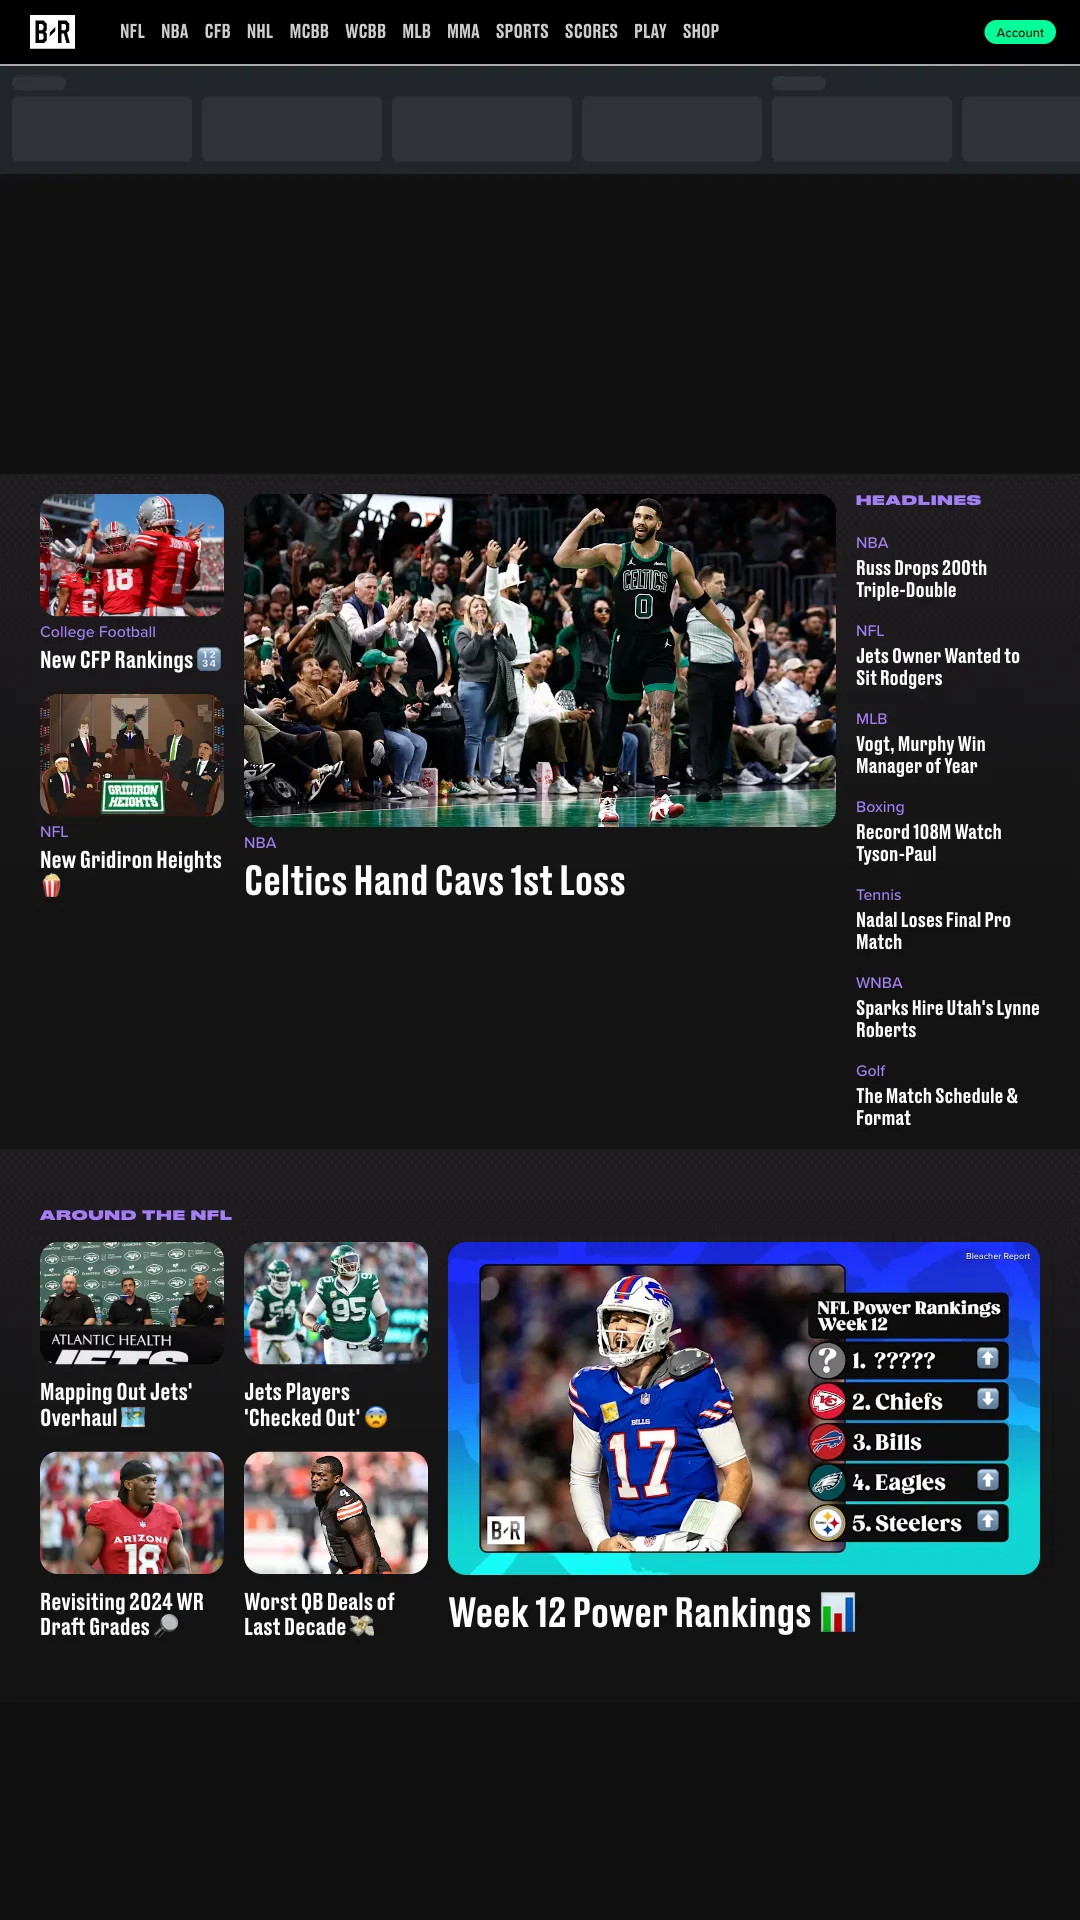 B/R
NFL NBA CFB NHL MCBB WCBB MLB MMA SPORTS SCORES PLAY SHOP
Account
College Football
New CFP Rankings 🔢
GRIDIRON
HEIGHTS
NFL
New Gridiron Heights
🍿
CELTICS
0
NBA
Celtics Hand Cavs 1st Loss
HEADLINES
NBA
Russ Drops 200th
Triple-Double
NFL
Jets Owner Wanted to
Sit Rodgers
MLB
Vogt, Murphy Win
Manager of Year
Boxing
Record 108M Watch
Tyson-Paul
Tennis
Nadal Loses Final Pro
Match
WNBA
Sparks Hire Utah's Lynne
Roberts
Golf
The Match Schedule &
Format
AROUND THE NFL
ATLANTIC HEALTH
JETS
Mapping Out Jets'
Overhaul 🗺️
54
95
Jets Players
'Checked Out' 😨
ARIZONA
18
Revisiting 2024 WR
Draft Grades 🔎
4
Worst QB Deals of
Last Decade 💸
Bleacher Report
BILLS
17
B/R
NFL Power Rankings
Week 12
? 1. ????? ⬆️
2. Chiefs ⬇️
3. Bills
4. Eagles ⬆️
5. Steelers ⬆️
Week 12 Power Rankings 📊